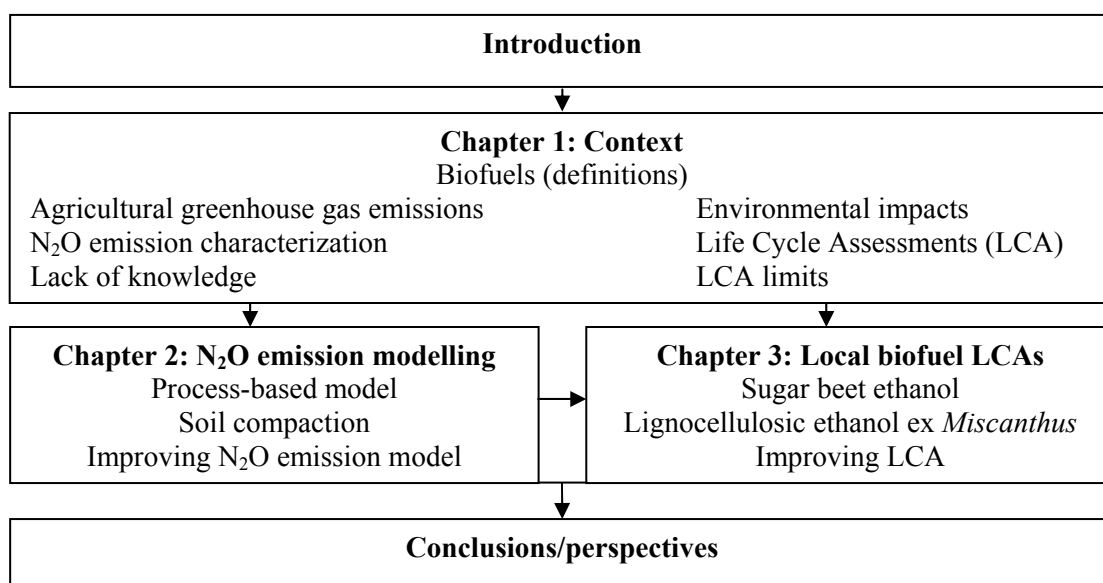 Introduction
Chapter 1: Context
Biofuels (definitions)
Agricultural greenhouse gas emissions
N₂O emission characterization
Lack of knowledge
Environmental impacts
Life Cycle Assessments (LCA)
LCA limits
Chapter 2: N₂O emission modelling
Process-based model
Soil compaction
Improving N₂O emission model
Chapter 3: Local biofuel LCAs
Sugar beet ethanol
Lignocellulosic ethanol ex Miscanthus
Improving LCA
Conclusions/perspectives